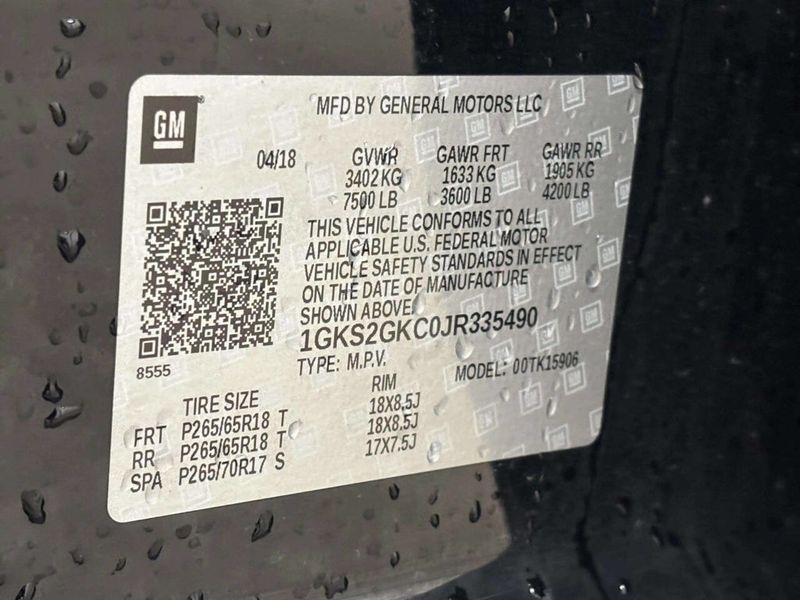 GM
MFD BY GENERAL MOTORS LLC
04/18 GVWR GAWR FRT GAWR RR
3402 KG 1633 KG 1905 KG
7500 LB 3600 LB 4200 LB
THIS VEHICLE CONFORMS TO ALL
APPLICABLE U.S. FEDERAL MOTOR
VEHICLE SAFETY STANDARDS IN EFFECT
ON THE DATE OF MANUFACTURE
SHOWN ABOVE.
1GKS2GKC0JR335490
8555
TYPE: M.P.V. MODEL: 00TK15906
TIRE SIZE RIM
FRT P265/65R18 T 18X8.5J
RR P265/65R18 T 18X8.5J
SPA P265/70R17 S 17X7.5J